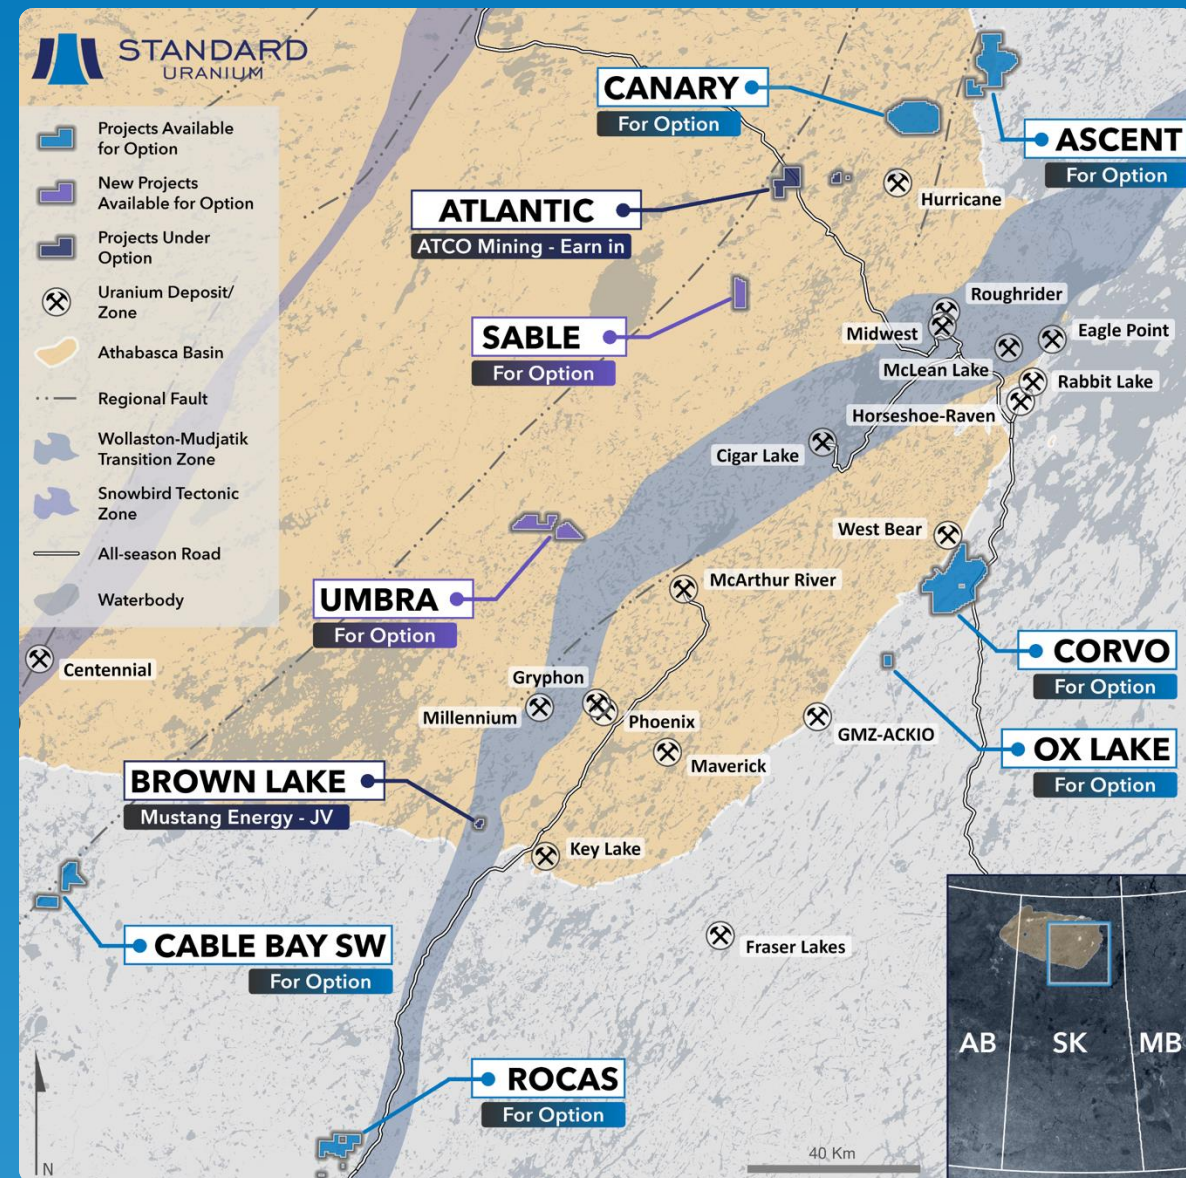 STANDARD
URANIUM
Projects Available
for Option
New Projects
Available for Option
Projects Under
Option
Uranium Deposit/
Zone
Athabasca Basin
Regional Fault
Wollaston-Mudjatik
Transition Zone
Snowbird Tectonic
Zone
All-season Road
Waterbody
CANARY
For Option
ASCENT
For Option
Hurricane
ATLANTIC
ATCO Mining - Earn in
SABLE
For Option
Roughrider
Midwest
Eagle Point
McLean Lake
Rabbit Lake
Horseshoe-Raven
Cigar Lake
West Bear
McArthur River
UMBRA
For Option
Centennial
CORVO
For Option
Gryphon
Millennium
Phoenix
GMZ-ACKIO
Maverick
OX LAKE
For Option
BROWN LAKE
Mustang Energy - JV
Key Lake
CABLE BAY SW
For Option
Fraser Lakes
ROCAS
For Option
AB
SK
MB
40 Km
N